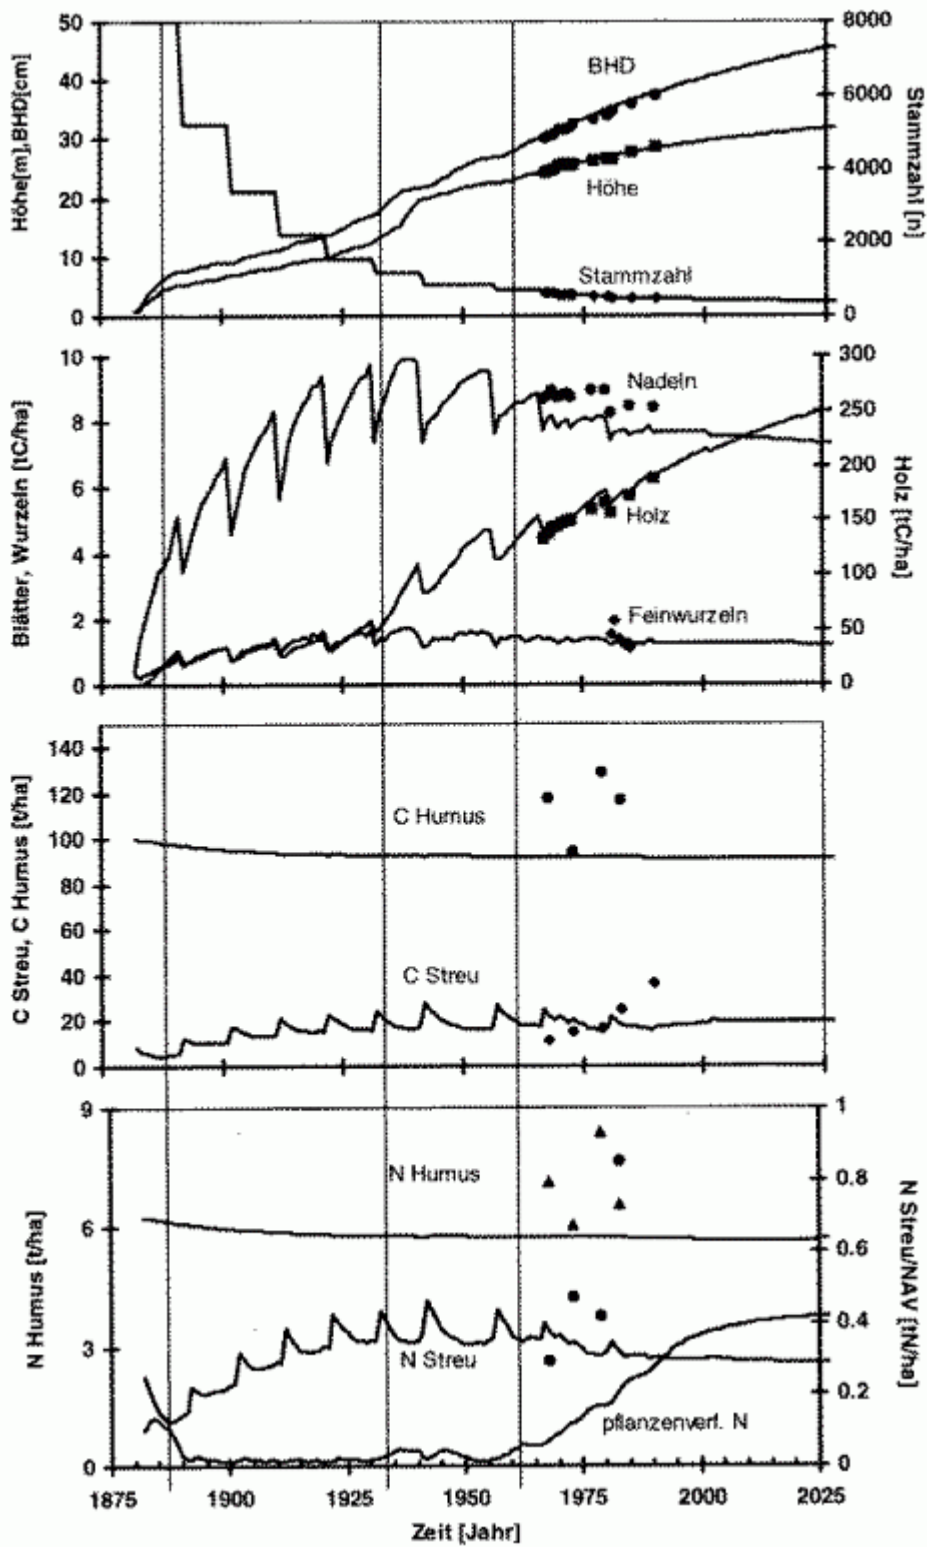 Höhe[m],BHD[cm]
50
40
30
20
10
0
BHD
Höhe
Stammzahl
8000
6000
4000
2000
0
Stammzahl [n]
Blätter, Wurzeln [tC/ha]
10
8
6
4
2
0
Nadeln
Holz
Feinwurzeln
300
250
200
150
100
50
0
Holz [tC/ha]
C Streu, C Humus [t/ha]
140
120
100
80
60
40
20
0
C Humus
C Streu
N Humus [t/ha]
9
6
3
0
N Humus
N Streu
pflanzenverf. N
1
0.8
0.6
0.4
0.2
0
N Streu/NAV [tN/ha]
1875 1900 1925 1950 1975 2000 2025
Zeit [Jahr]